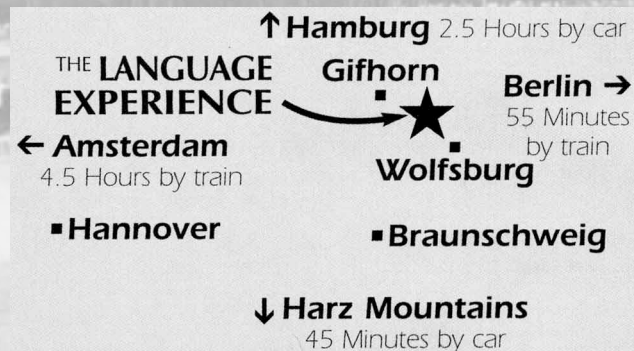 ↑ Hamburg 2.5 Hours by car
THE LANGUAGE
EXPERIENCE
Gifhorn
Berlin →
55 Minutes
by train
← Amsterdam
4.5 Hours by train
Wolfsburg
Hannover
Braunschweig
↓ Harz Mountains
45 Minutes by car